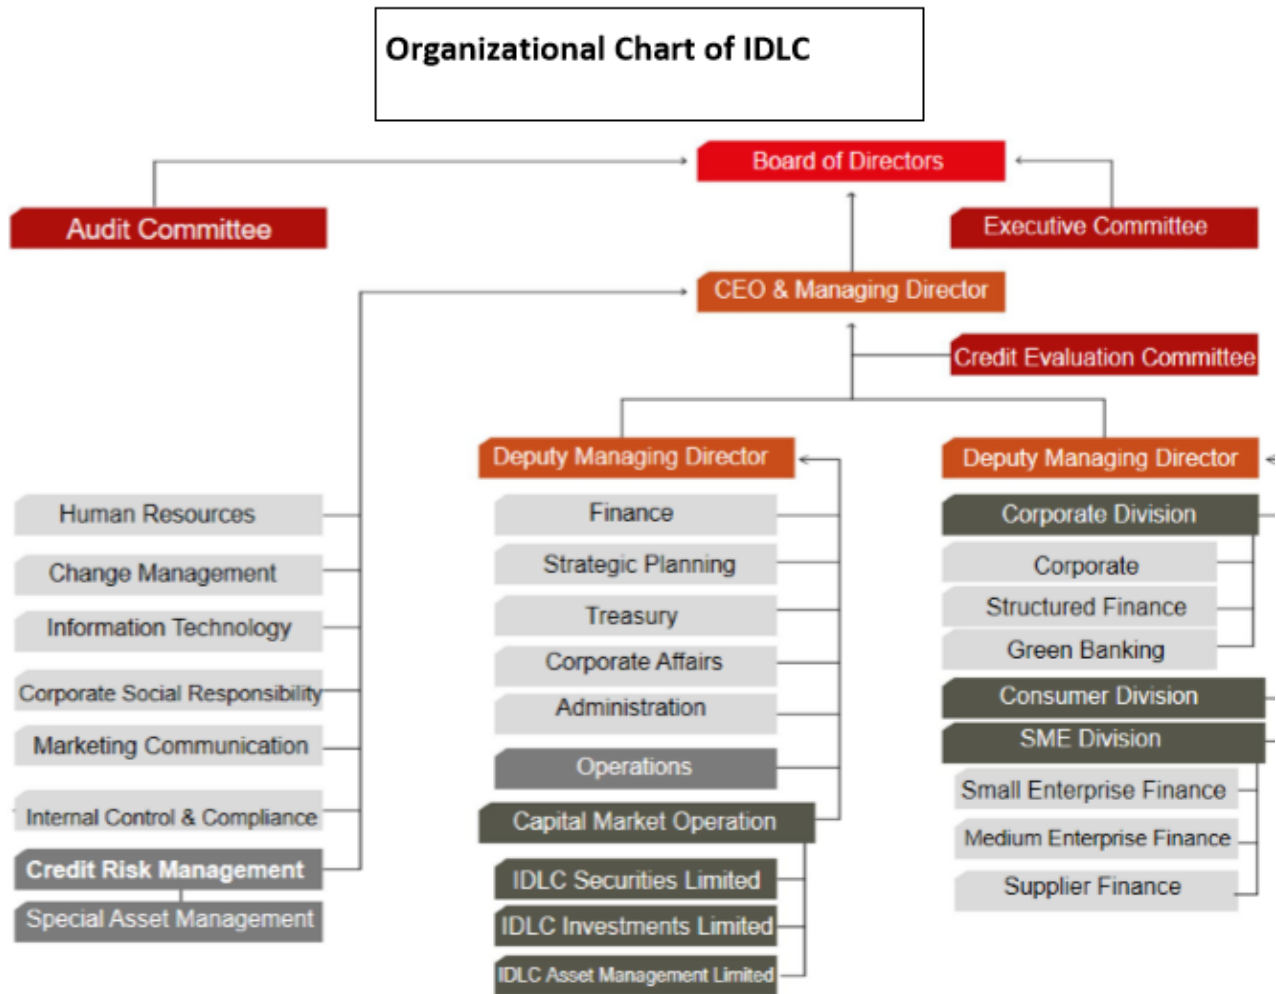 Organizational Chart of IDLC
Board of Directors
Audit Committee
Executive Committee
CEO & Managing Director
Credit Evaluation Committee
Deputy Managing Director
Deputy Managing Director
Human Resources
Change Management
Information Technology
Corporate Social Responsibility
Marketing Communication
Internal Control & Compliance
Credit Risk Management
Special Asset Management
Finance
Strategic Planning
Treasury
Corporate Affairs
Administration
Operations
Capital Market Operation
IDLC Securities Limited
IDLC Investments Limited
IDLC Asset Management Limited
Corporate Division
Corporate
Structured Finance
Green Banking
Consumer Division
SME Division
Small Enterprise Finance
Medium Enterprise Finance
Supplier Finance